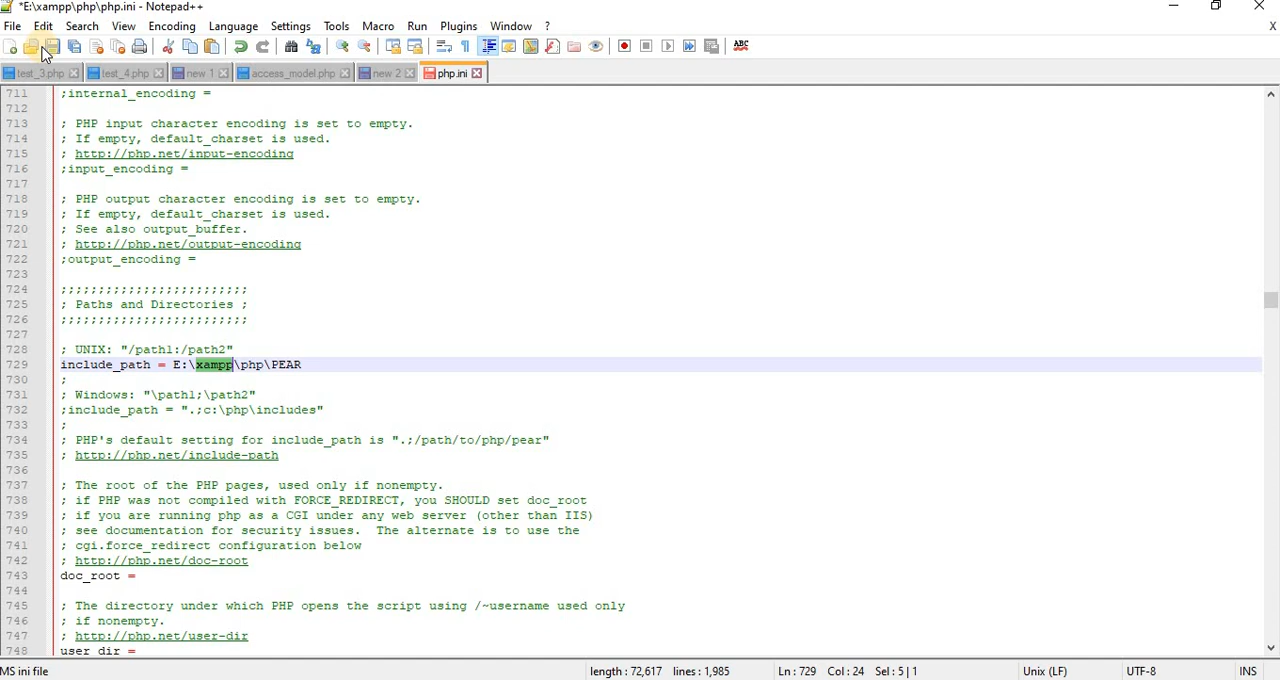 *E:\xampp\php\php.ini - Notepad++
File Edit Search View Encoding Language Settings Tools Macro Run Plugins Window ? X
ABC
test_3.php test_4.php new 1 access_model.php new 2 php.ini
711 ;internal_encoding =
712
713 ; PHP input character encoding is set to empty.
714 ; If empty, default_charset is used.
715 ; http://php.net/input-encoding
716 ;input_encoding =
717
718 ; PHP output character encoding is set to empty.
719 ; If empty, default_charset is used.
720 ; See also output_buffer.
721 ; http://php.net/output-encoding
722 ;output_encoding =
723
724 ;;;;;;;;;;;;;;;;;;;;;;;;;
725 ; Paths and Directories ;
726 ;;;;;;;;;;;;;;;;;;;;;;;;;
727
728 ; UNIX: "/path1:/path2"
729 include_path = E:\xampp\php\PEAR
730 ;
731 ; Windows: "\path1;\path2"
732 ;include_path = ".;c:\php\includes"
733 ;
734 ; PHP's default setting for include_path is ".;/path/to/php/pear"
735 ; http://php.net/include-path
736
737 ; The root of the PHP pages, used only if nonempty.
738 ; if PHP was not compiled with FORCE_REDIRECT, you SHOULD set doc_root
739 ; if you are running php as a CGI under any web server (other than IIS)
740 ; see documentation for security issues.  The alternate is to use the
741 ; cgi.force_redirect configuration below
742 ; http://php.net/doc-root
743 doc_root =
744
745 ; The directory under which PHP opens the script using /~username used only
746 ; if nonempty.
747 ; http://php.net/user-dir
748 user_dir =
MS ini file length : 72,617 lines : 1,985 Ln : 729 Col : 24 Sel : 5 | 1 Unix (LF) UTF-8 INS